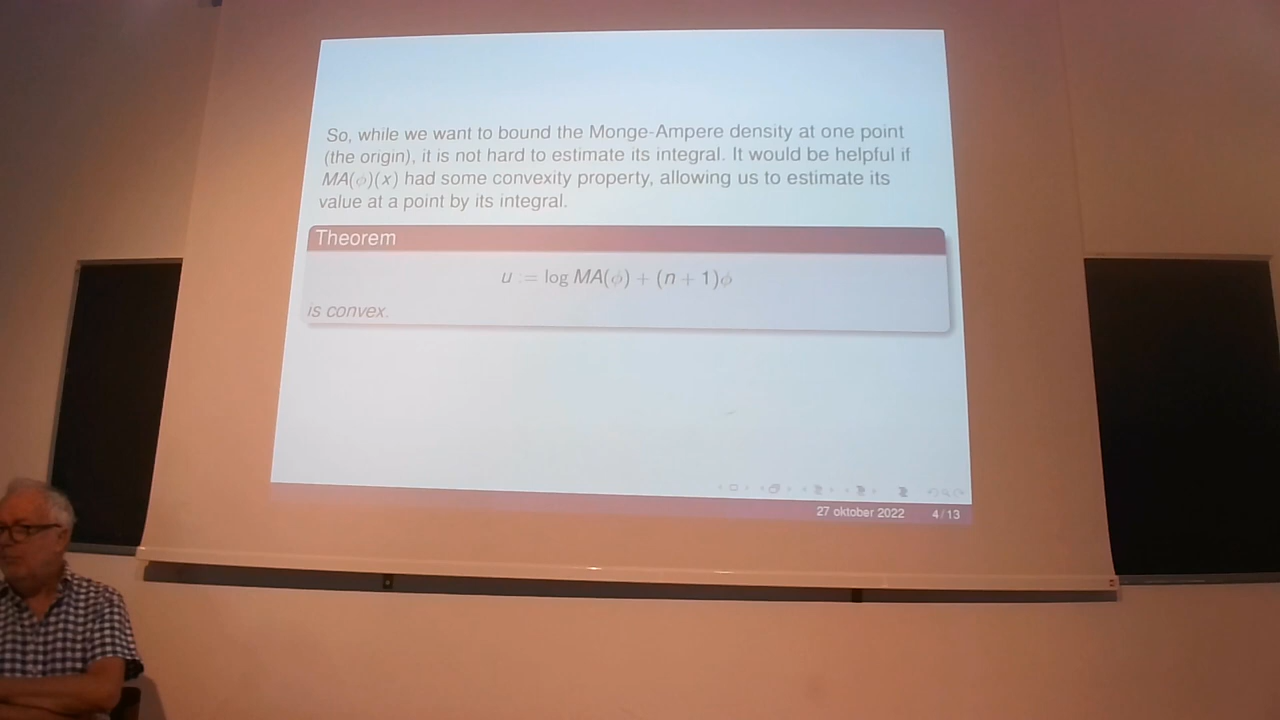 So, while we want to bound the Monge-Ampere density at one point
(the origin), it is not hard to estimate its integral. It would be helpful if
MA(ϕ)(x) had some convexity property, allowing us to estimate its
value at a point by its integral.
Theorem
u := log MA(ϕ) + (n + 1)ϕ
is convex.
27 oktober 2022 4/13